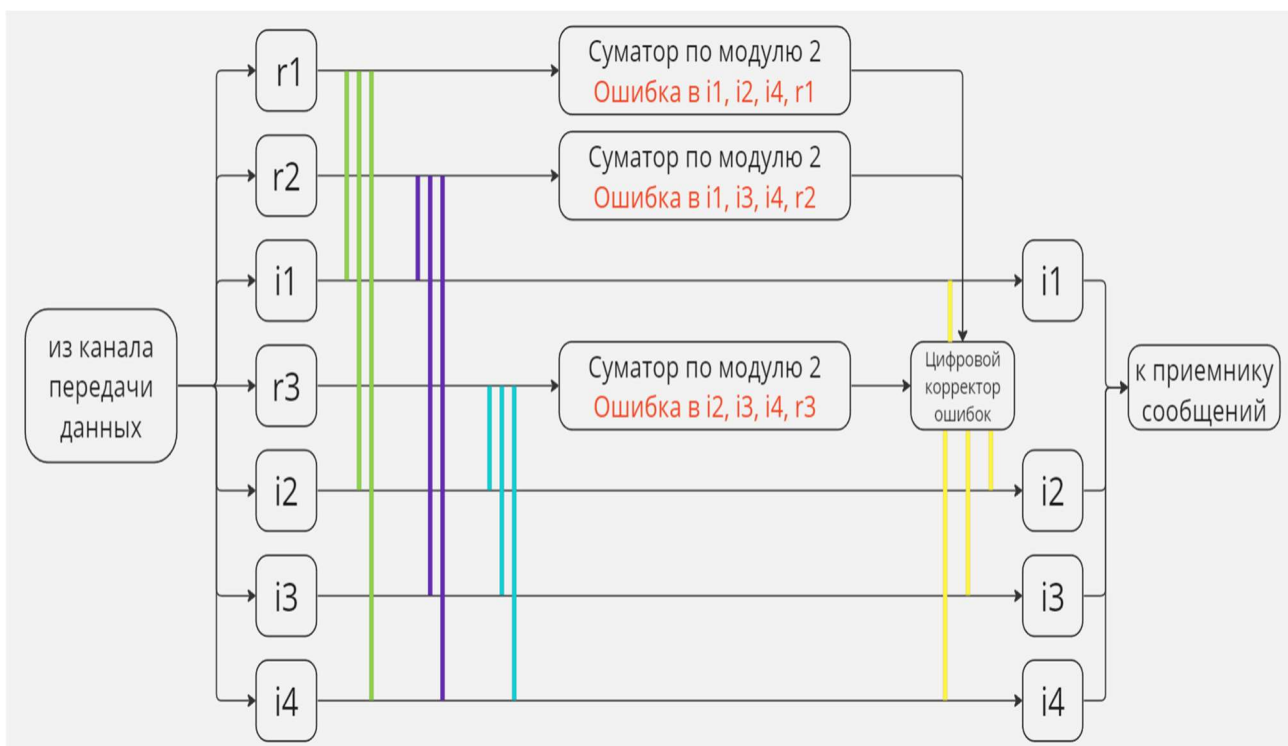 r1
Суматор по модулю 2
Ошибка в i1, i2, i4, r1
r2
Суматор по модулю 2
Ошибка в i1, i3, i4, r2
i1
i1
из канала
передачи
данных
r3
Суматор по модулю 2
Ошибка в i2, i3, i4, r3
Цифровой
корректор
ошибок
к приемнику
сообщений
i2
i2
i3
i3
i4
i4